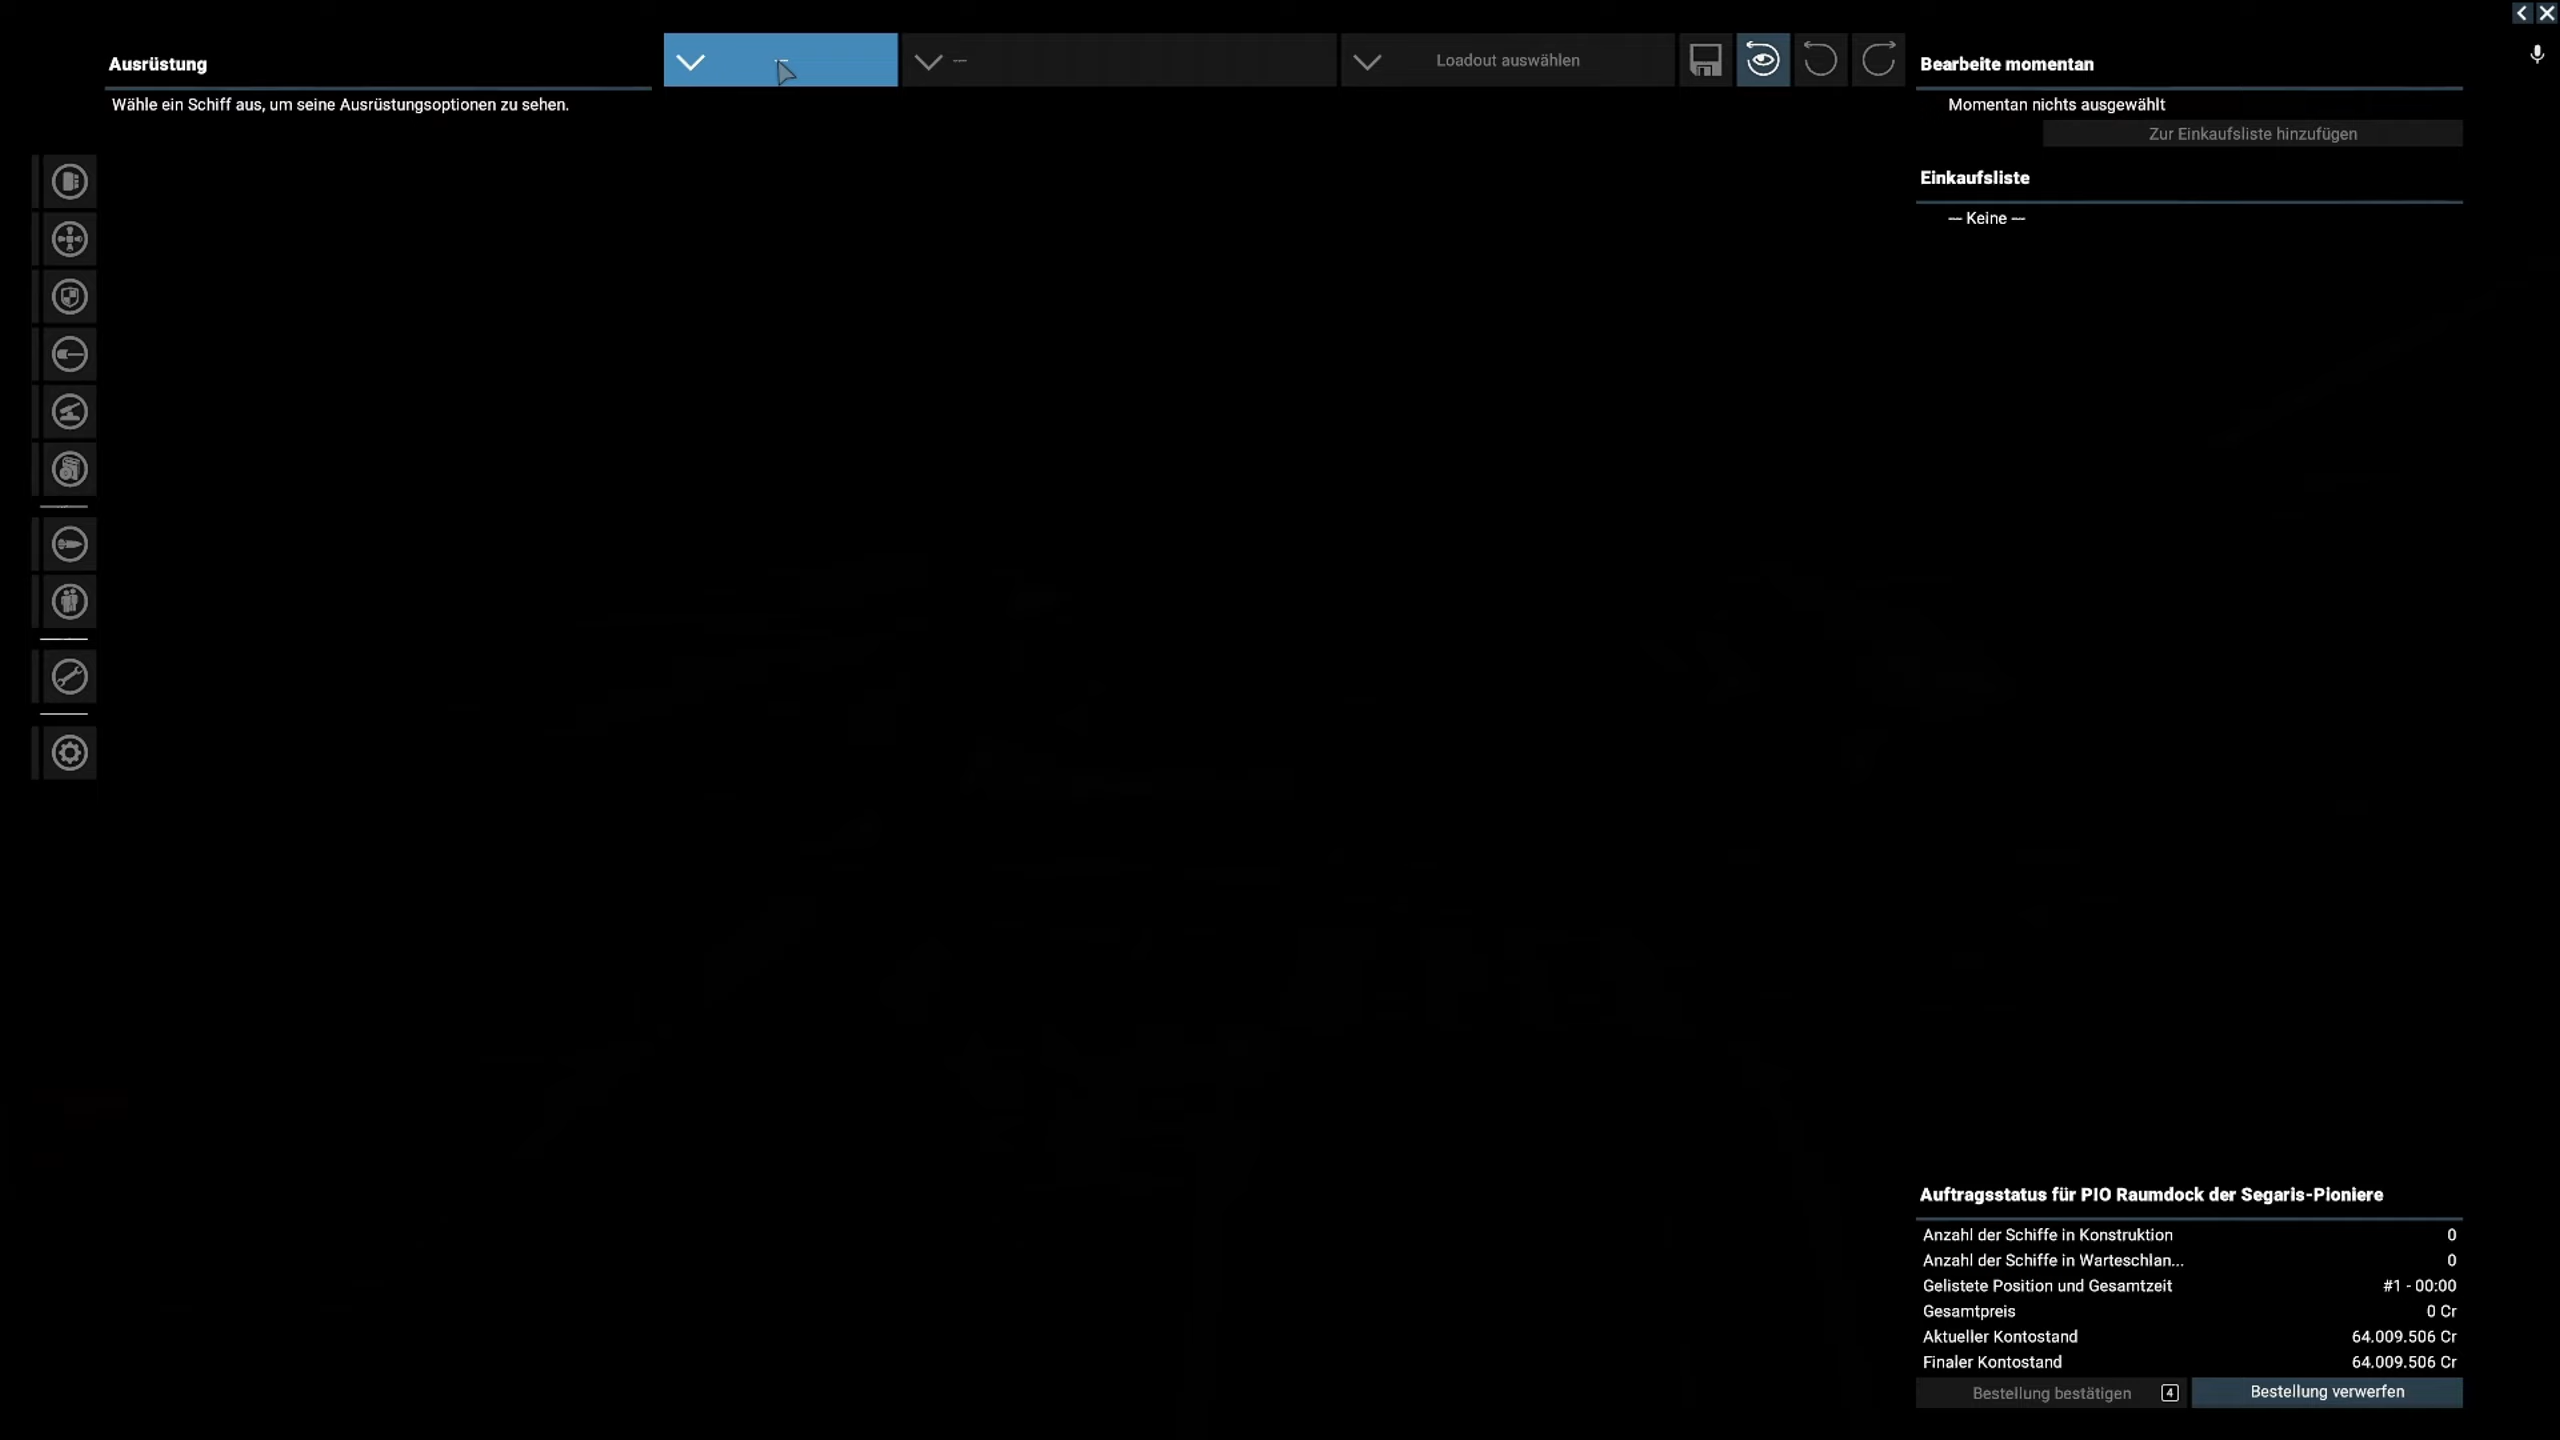 Ausrüstung
Wähle ein Schiff aus, um seine Ausrüstungsoptionen zu sehen.
---
Loadout auswählen
Bearbeite momentan
Momentan nichts ausgewählt
Zur Einkaufsliste hinzufügen
Einkaufsliste
— Keine —
Auftragsstatus für PIO Raumdock der Segaris-Pioniere
Anzahl der Schiffe in Konstruktion 0
Anzahl der Schiffe in Warteschlan... 0
Gelistete Position und Gesamtzeit #1 - 00:00
Gesamtpreis 0 Cr
Aktueller Kontostand 64.009.506 Cr
Finaler Kontostand 64.009.506 Cr
Bestellung bestätigen 4
Bestellung verwerfen